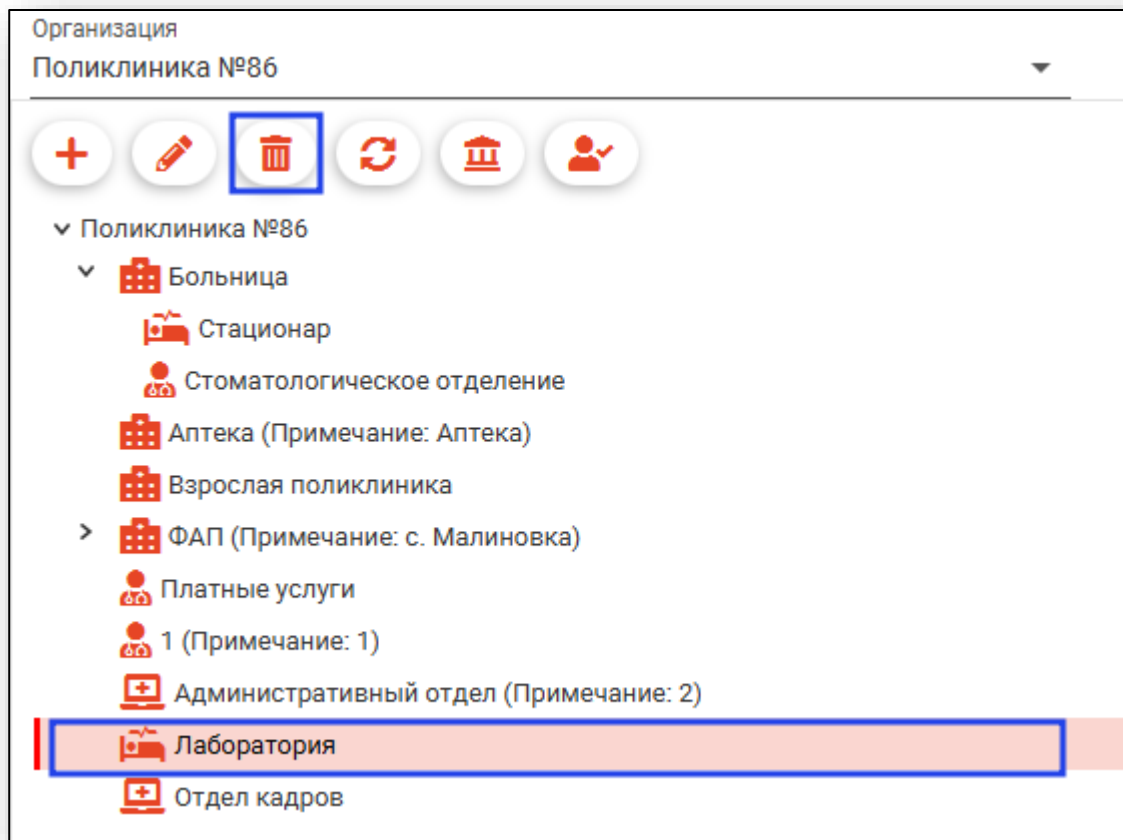 Организация
Поликлиника №86
Поликлиника №86
Больница
Стационар
Стоматологическое отделение
Аптека (Примечание: Аптека)
Взрослая поликлиника
ФАП (Примечание: с. Малиновка)
Платные услуги
1 (Примечание: 1)
Административный отдел (Примечание: 2)
Лаборатория
Отдел кадров